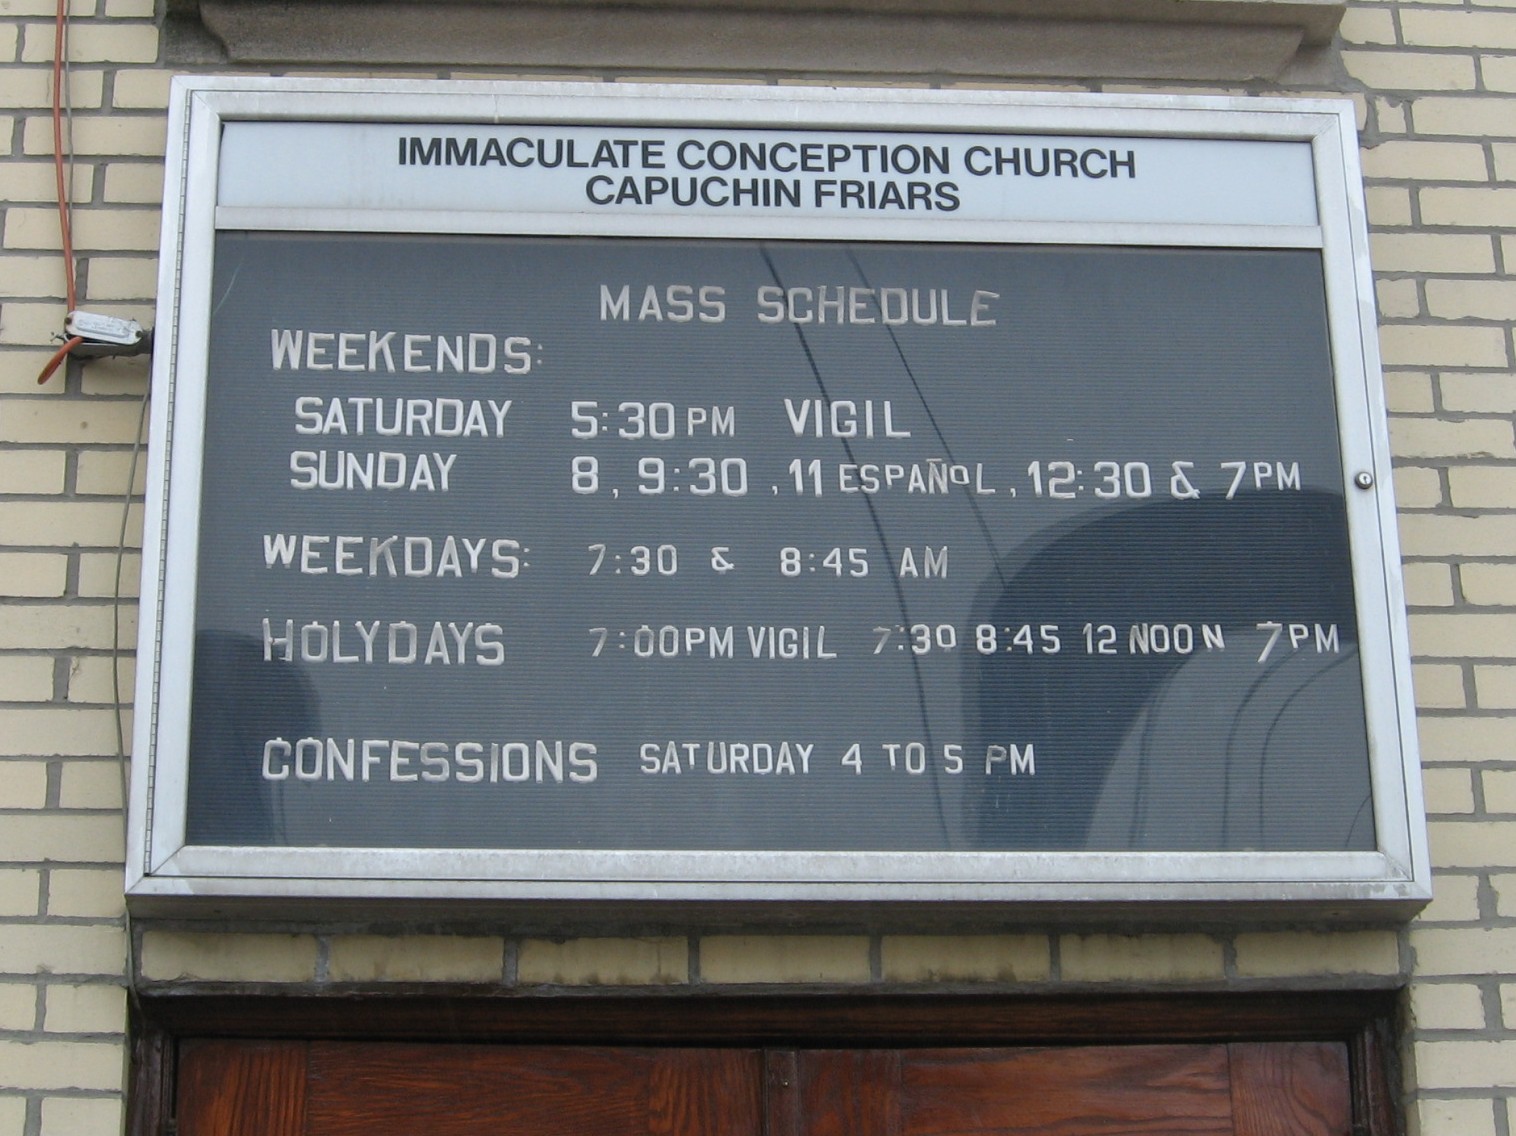 IMMACULATE CONCEPTION CHURCH
CAPUCHIN FRIARS
MASS SCHEDULE
WEEKENDS:
SATURDAY 5:30 PM VIGIL
SUNDAY 8, 9:30, 11 ESPAÑOL, 12:30 & 7PM
WEEKDAYS: 7:30 & 8:45 AM
HOLYDAYS 7:00PM VIGIL 7:30 8:45 12 NOON 7PM
CONFESSIONS SATURDAY 4 TO 5 PM